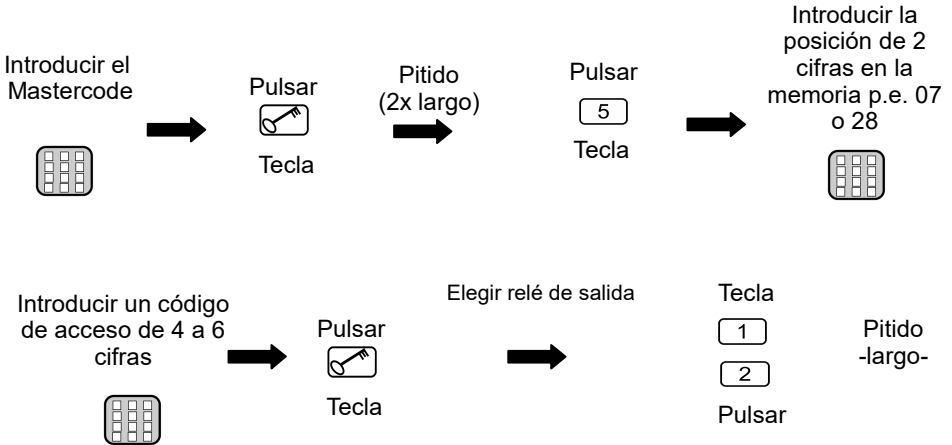 Introducir el
Mastercode
Pulsar
Tecla
Pitido
(2x largo)
Pulsar
5
Tecla
Introducir la
posición de 2
cifras en la
memoria p.e. 07
o 28
Introducir un código
de acceso de 4 a 6
cifras
Pulsar
Tecla
Elegir relé de salida
Tecla
1
2
Pulsar
Pitido
-largo-